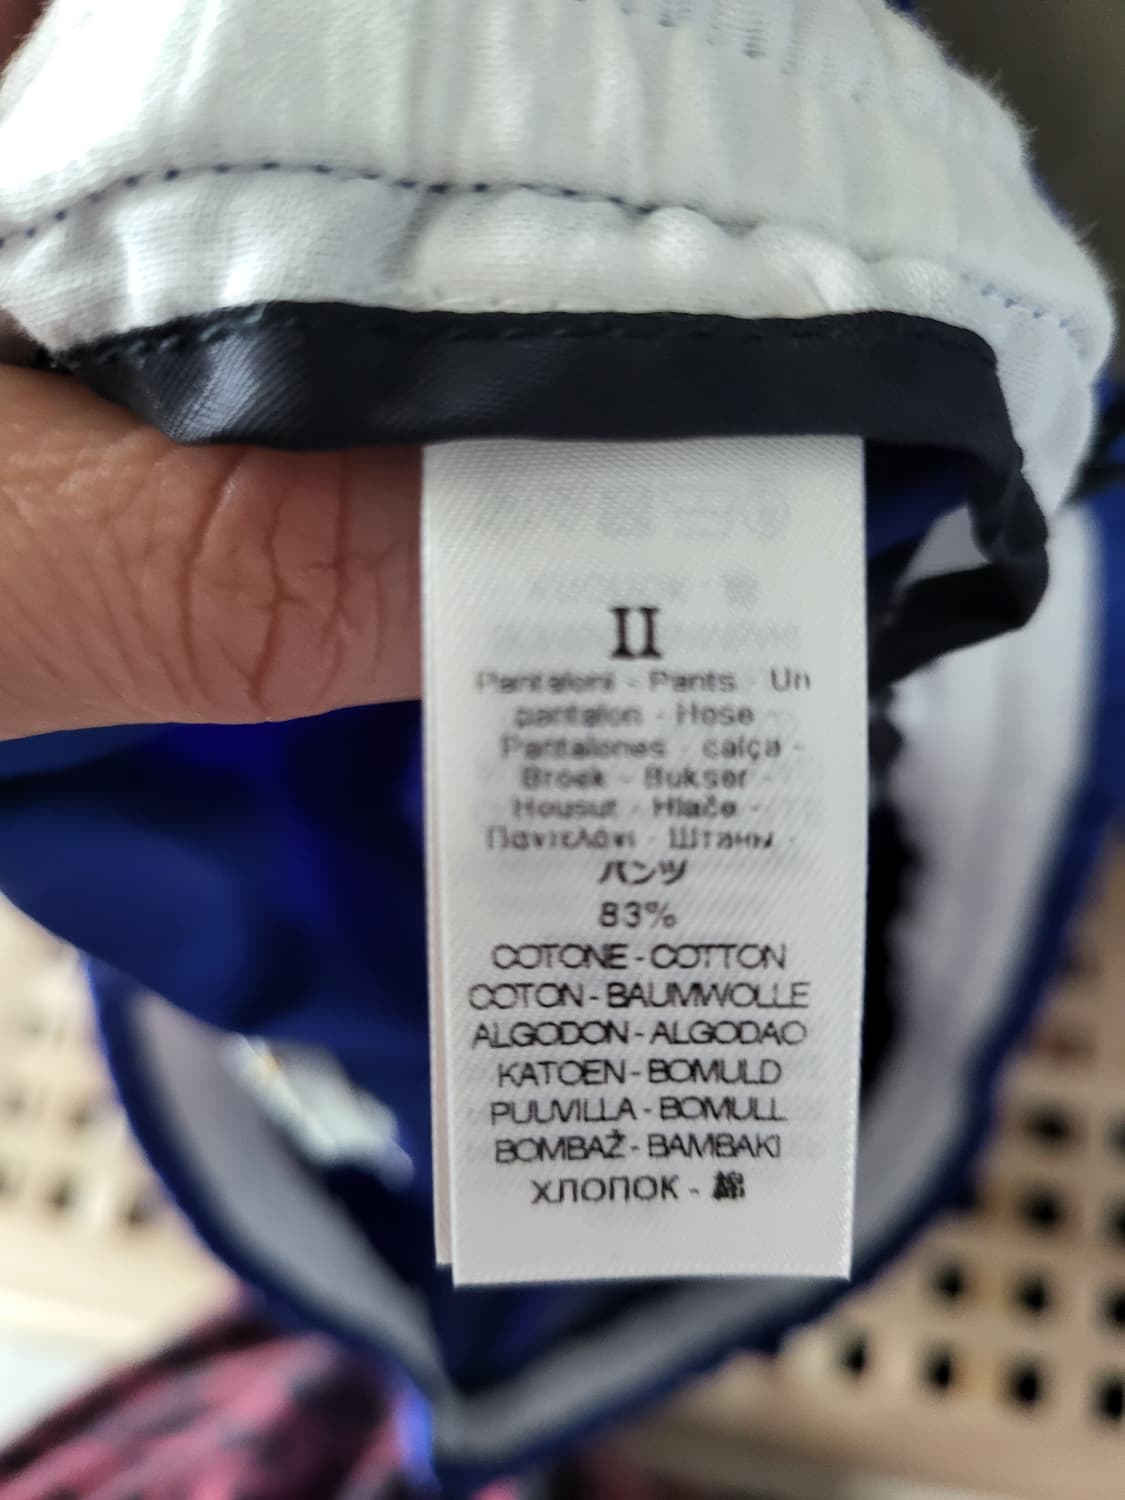 II
Pantaloni - Pants - Un
pantalon - Hose -
Pantalones - calça -
Broek - Bukser -
Housut - Hlače -
Παντελόνι - Штаны -
パンツ
83%
COTONE - COTTON
COTON - BAUMWOLLE
ALGODON - ALGODAO
KATOEN - BOMULD
PUUVILLA - BOMULL
BOMBAŽ - BAMBAKI
ХЛОПОК - 綿